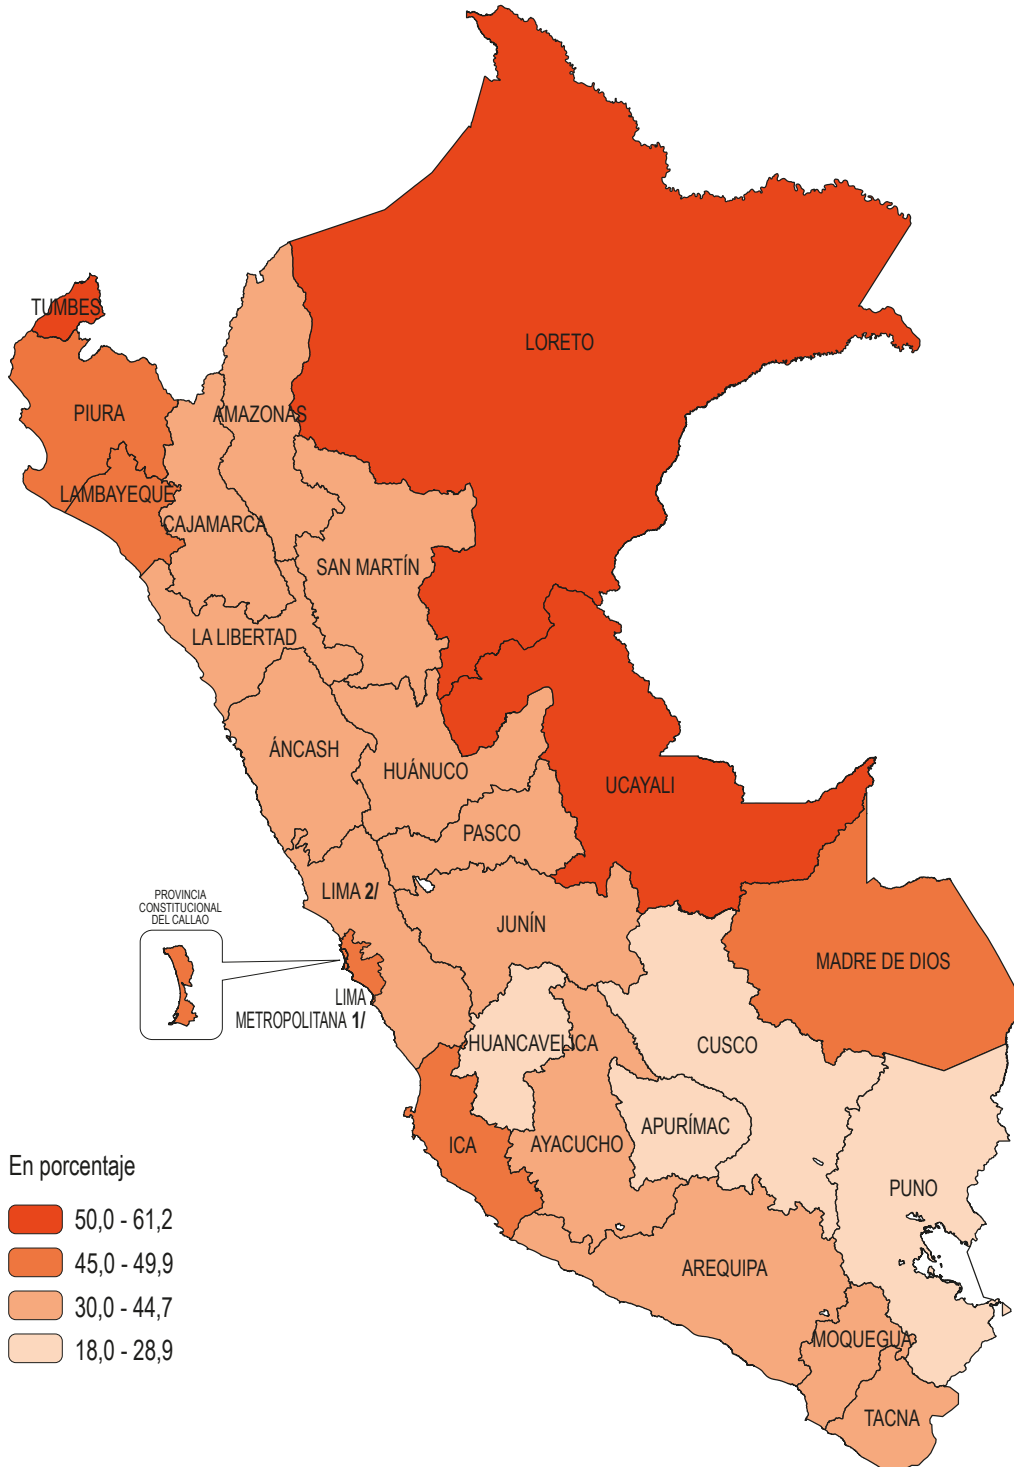 TUMBES
LORETO
PIURA
AMAZONAS
LAMBAYEQUE
CAJAMARCA
SAN MARTÍN
LA LIBERTAD
ÁNCASH
HUÁNUCO
UCAYALI
PASCO
LIMA 2/
PROVINCIA
CONSTITUCIONAL
DEL CALLAO
JUNÍN
MADRE DE DIOS
LIMA
METROPOLITANA 1/
HUANCAVELICA
CUSCO
APURÍMAC
ICA
AYACUCHO
PUNO
AREQUIPA
MOQUEGUA
TACNA
En porcentaje
50,0 - 61,2
45,0 - 49,9
30,0 - 44,7
18,0 - 28,9